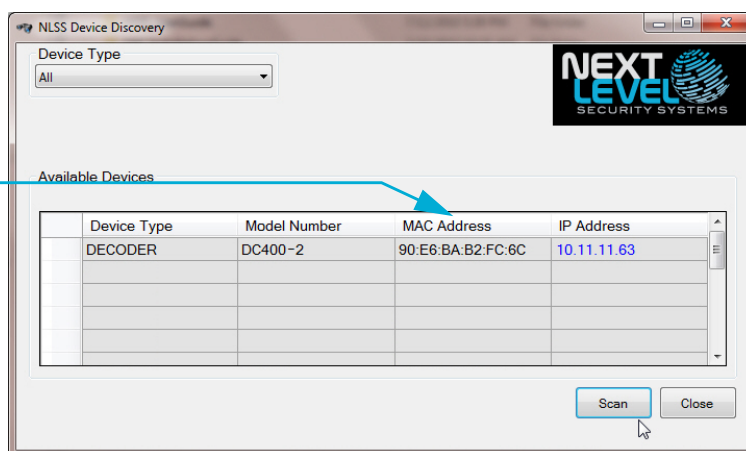 NLSS Device Discovery
Device Type
All
NEXT
LEVEL
SECURITY SYSTEMS
Available Devices
Device Type Model Number MAC Address IP Address
DECODER DC400-2 90:E6:BA:B2:FC:6C 10.11.11.63
Scan Close